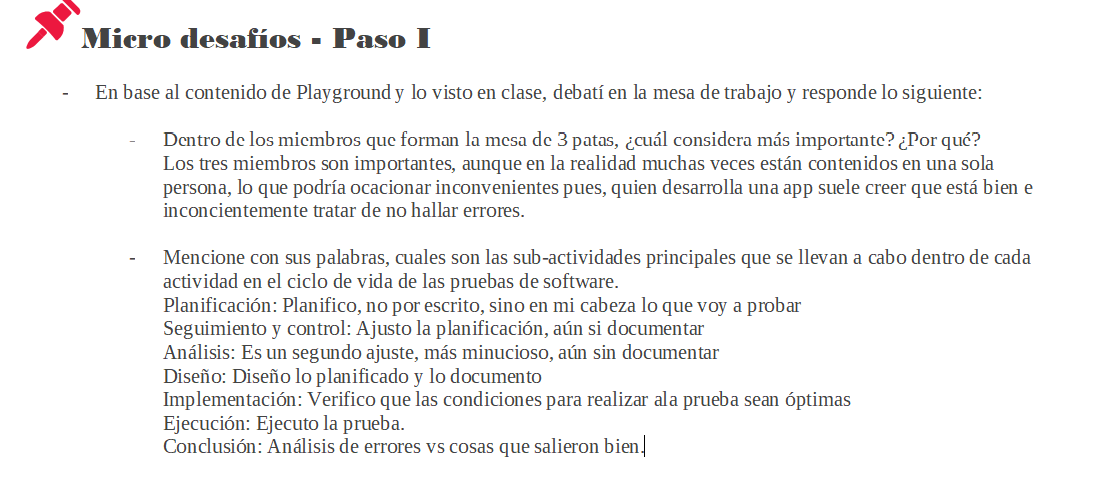 Micro desafíos - Paso I
- En base al contenido de Playground y lo visto en clase, debatí en la mesa de trabajo y responde lo siguiente:
- Dentro de los miembros que forman la mesa de 3 patas, ¿cuál considera más importante? ¿Por qué?
Los tres miembros son importantes, aunque en la realidad muchas veces están contenidos en una sola
persona, lo que podría ocacionar inconvenientes pues, quien desarrolla una app suele creer que está bien e
inconcientemente tratar de no hallar errores.
- Mencione con sus palabras, cuales son las sub-actividades principales que se llevan a cabo dentro de cada
actividad en el ciclo de vida de las pruebas de software.
Planificación: Planifico, no por escrito, sino en mi cabeza lo que voy a probar
Seguimiento y control: Ajusto la planificación, aún si documentar
Análisis: Es un segundo ajuste, más minucioso, aún sin documentar
Diseño: Diseño lo planificado y lo documento
Implementación: Verifico que las condiciones para realizar ala prueba sean óptimas
Ejecución: Ejecuto la prueba.
Conclusión: Análisis de errores vs cosas que salieron bien.